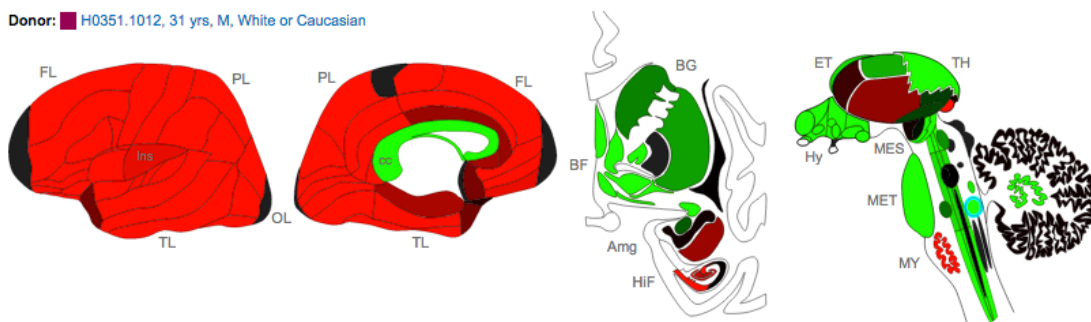 Donor: H0351.1012, 31 yrs, M, White or Caucasian
FL
PL
Ins
OL
TL
PL
FL
cc
TL
BG
BF
Amg
HiF
ET
TH
Hy
MES
MET
MY